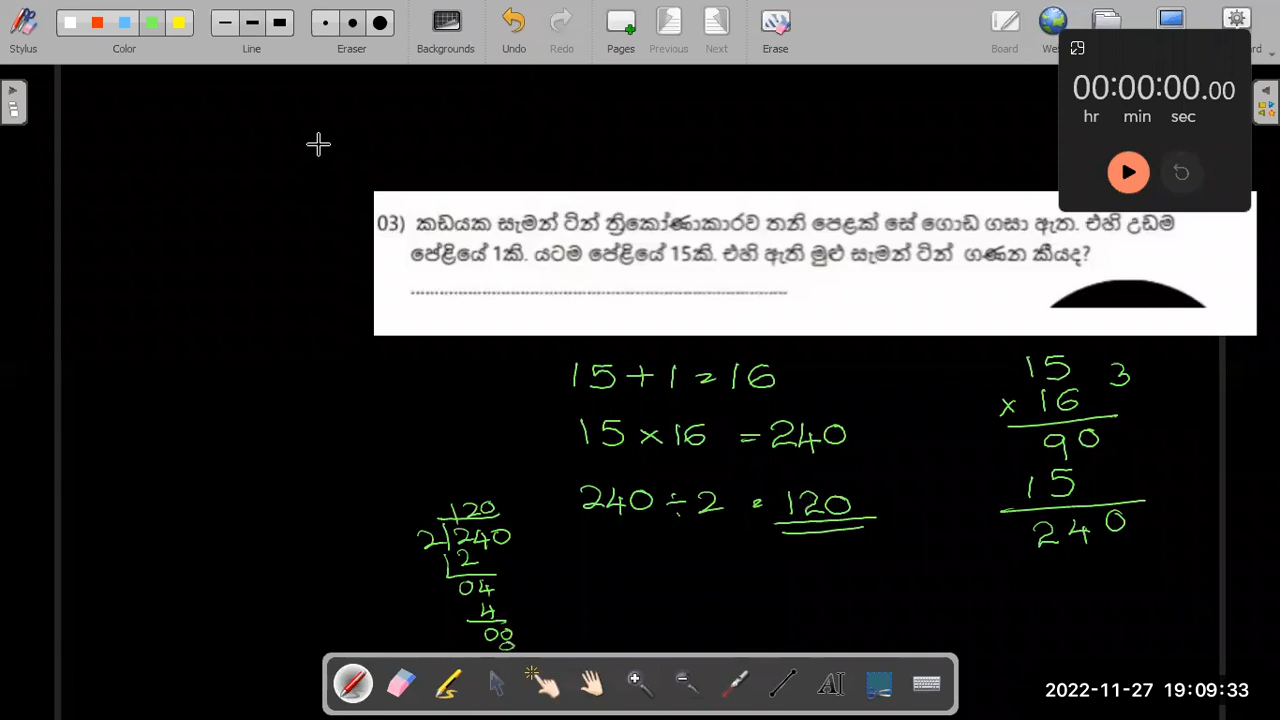 Stylus Color Line Eraser Backgrounds Undo Redo Pages Previous Next Erase Board
00:00:00.00
hr min sec
03) කඩයක සැමන් ටින් ත්‍රිකෝණාකාරව තනි පෙළක් සේ ගොඩ ගසා ඇත. එහි උඩම
පේළියේ 1කි. යටම පේළියේ 15කි. එහි ඇති මුළු සැමන් ටින් ගණන කීයද?
15 + 1 = 16
15 × 16 = 240
240 ÷ 2 = 120
15 3
× 16
90
15
240
120
2 240
2
04
4
00
0
2022-11-27 19:09:33